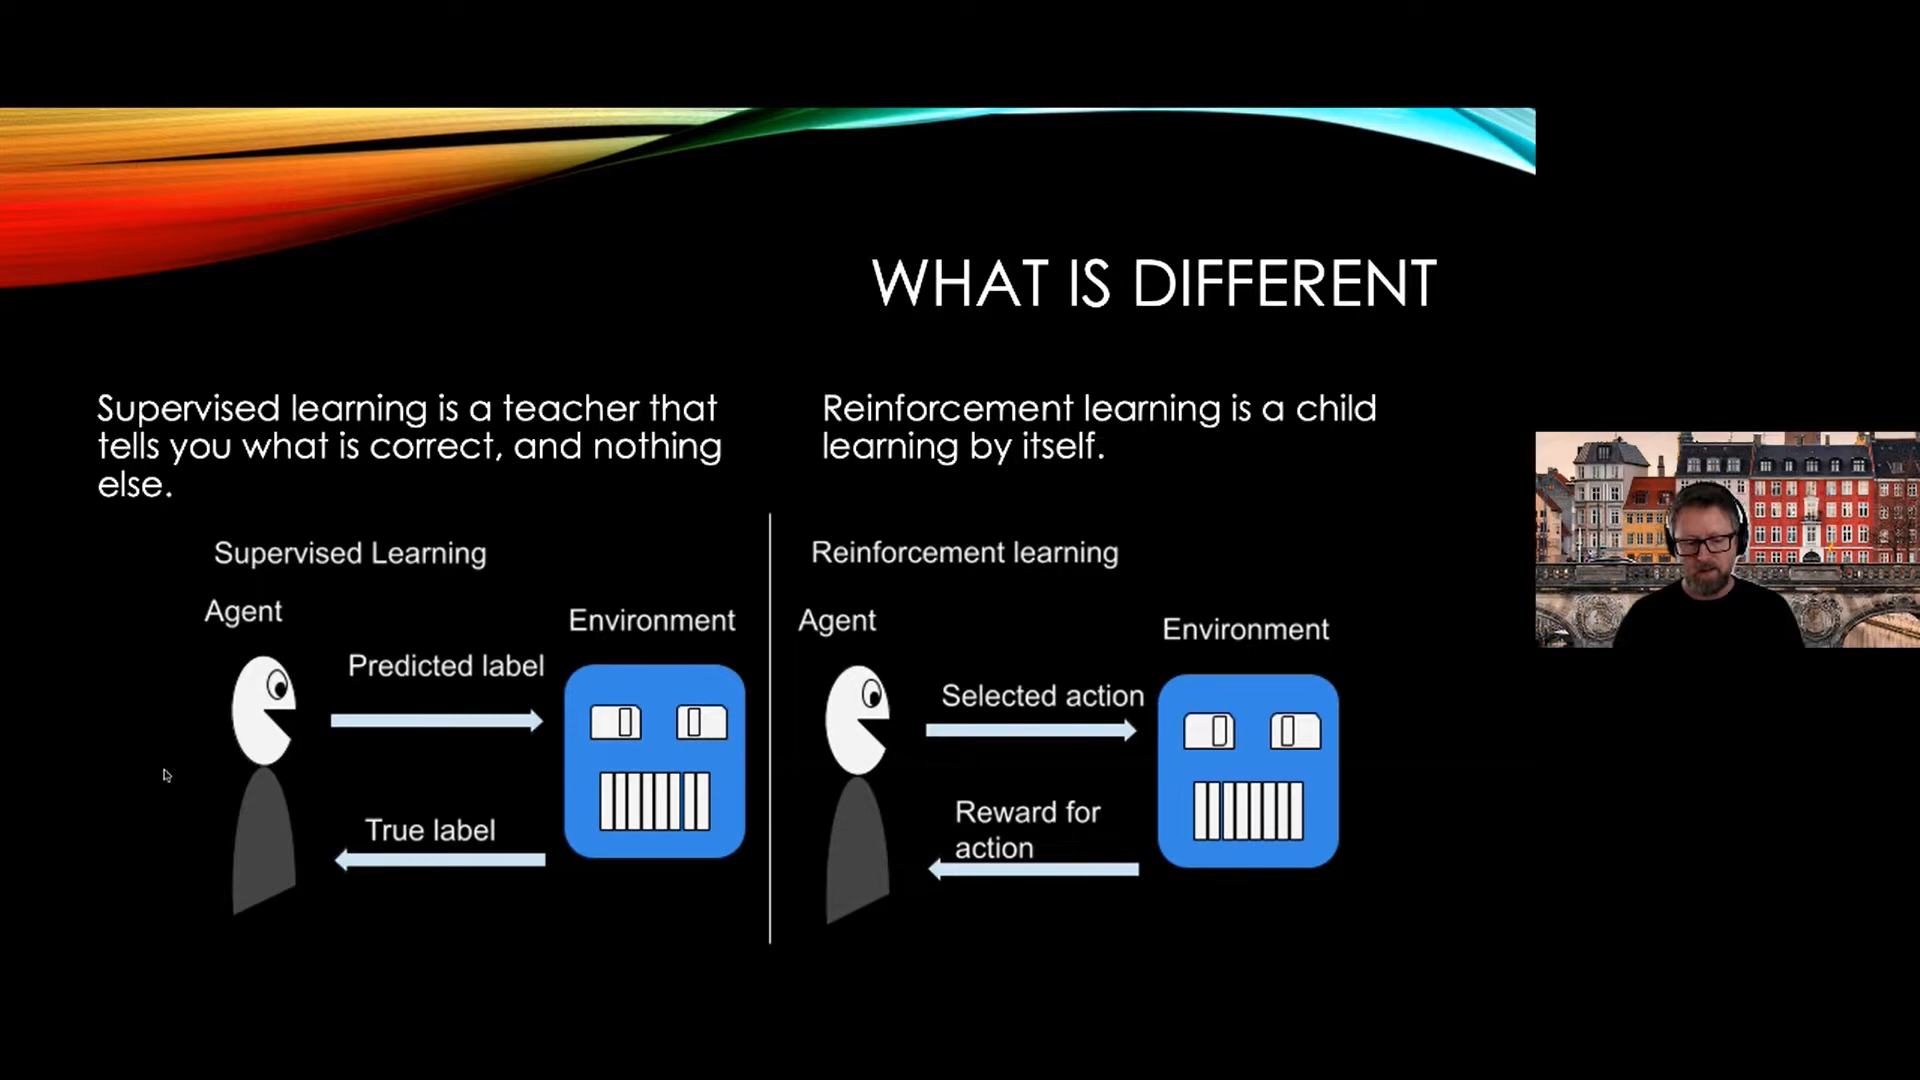 WHAT IS DIFFERENT
Supervised learning is a teacher that
tells you what is correct, and nothing
else.
Reinforcement learning is a child
learning by itself.
Supervised Learning
Agent
Environment
Predicted label
True label
Reinforcement learning
Agent
Environment
Selected action
Reward for
action